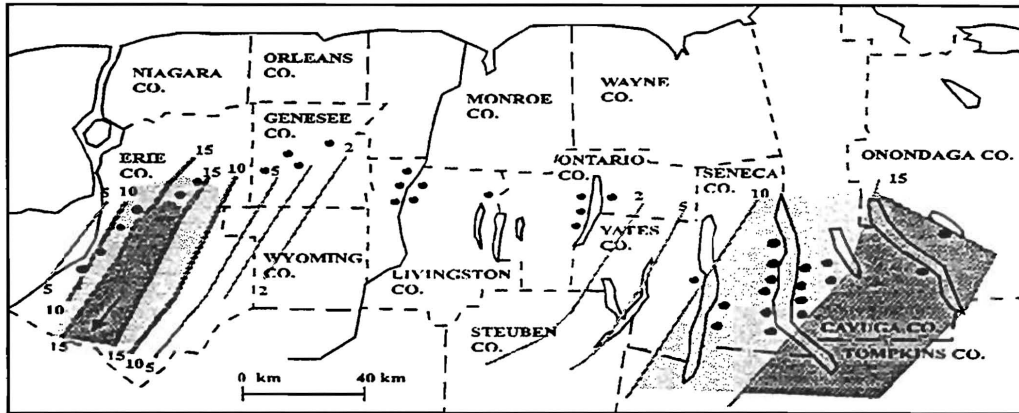 NIAGARA
CO.
ORLEANS
CO.
GENESEE
CO.
MONROE
CO.
WAYNE
CO.
ERIE
CO.
ONTARIO
CO.
SENECA
CO.
ONONDAGA CO.
YATES
CO.
WYOMING
CO.
LIVINGSTON
CO.
STEUBEN
CO.
CAYUGA CO.
TOMPKINS CO.
15
15
10
5
2
5
10
5
10
15
15
10
5
2
2
5
10
15
0 km
40 km